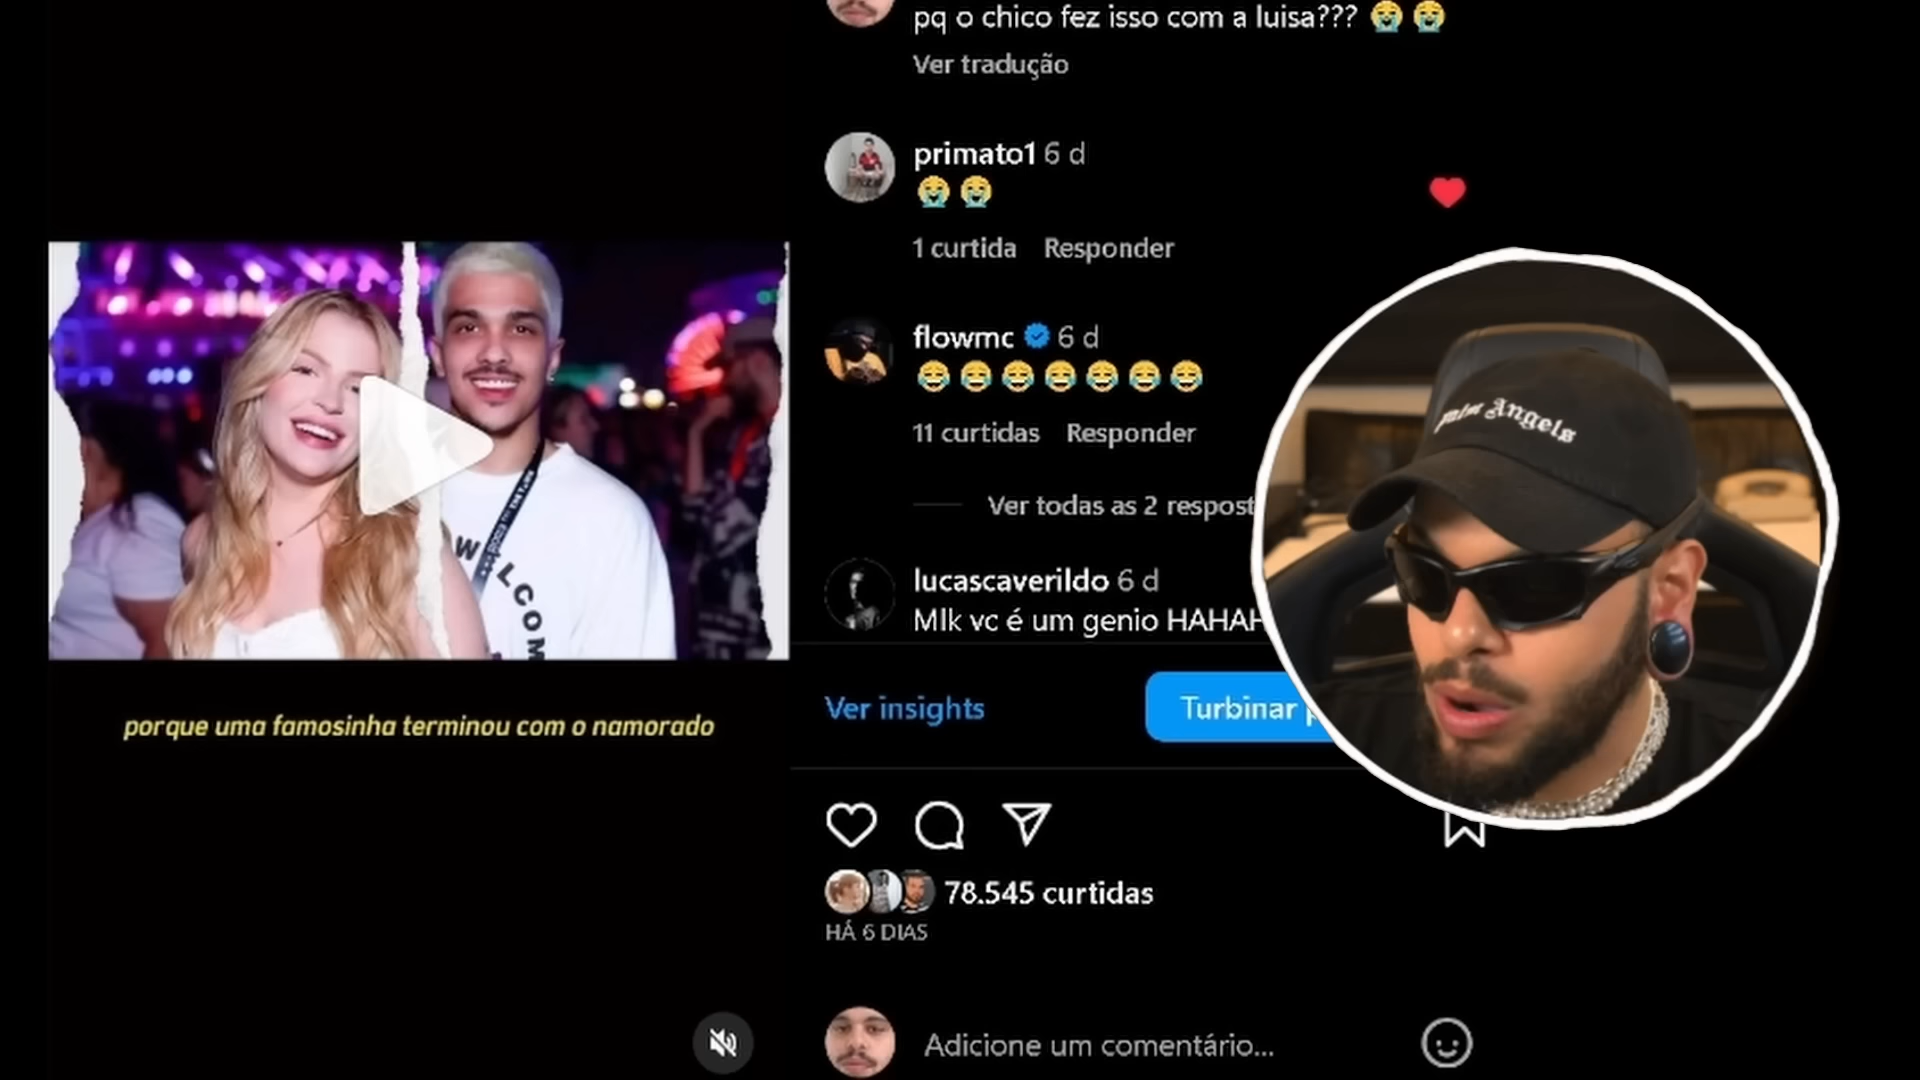 pq o chico fez isso com a luisa??? 😭 😭
Ver tradução
primato1 6 d
😭 😭
1 curtida Responder
flowmc 6 d
😂😂😂😂😂😂😂
11 curtidas Responder
Ver todas as 2 respost
lucascaverildo 6 d
Mlk vc é um genio HAHAH
Ver insights
Turbinar p
78.545 curtidas
HÁ 6 DIAS
Adicione um comentário...
porque uma famosinha terminou com o namorado
Angels